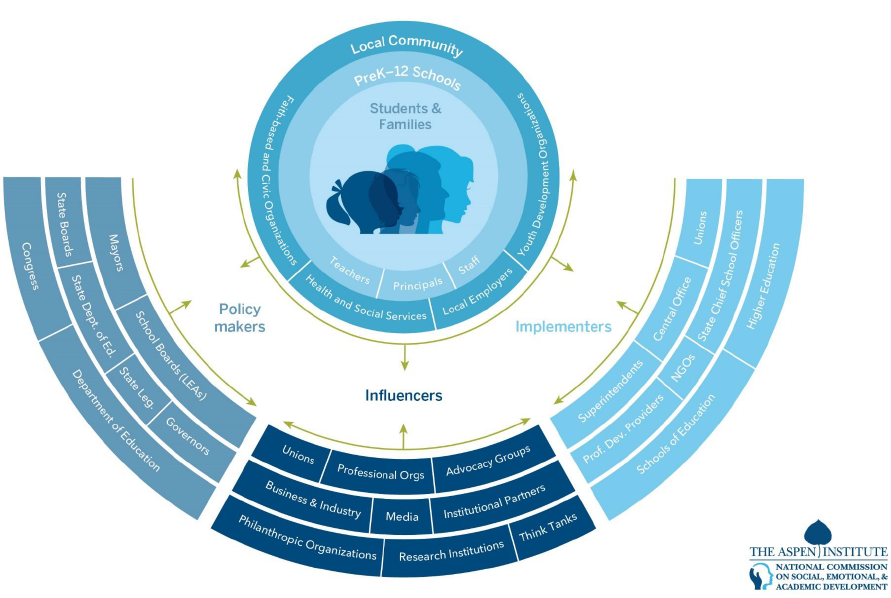 Local Community
PreK–12 Schools
Students &
Families
Faith-based and Civic Organizations
Youth Development Organizations
Teachers
Principals
Staff
Health and Social Services
Local Employers
Policy
makers
Implementers
Influencers
Congress
Department of Education
State Boards
State Dept. of Ed.
State Leg.
Governors
Mayors
School Boards (LEAs)
Unions
Professional Orgs
Advocacy Groups
Business & Industry
Media
Institutional Partners
Philanthropic Organizations
Research Institutions
Think Tanks
Unions
Central Office
Superintendents
State Chief School Officers
NGOs
Prof. Dev. Providers
Higher Education
Schools of Education
THE ASPEN INSTITUTE
NATIONAL COMMISSION
ON SOCIAL, EMOTIONAL, &
ACADEMIC DEVELOPMENT